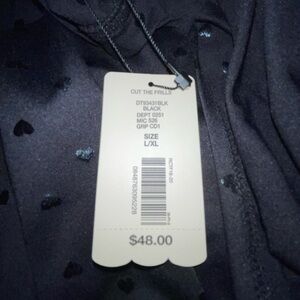 CUT THE FRILLS
DT93431BLK
BLACK
DEPT 0251
MIC 526
GRP CD1
SIZE
L/XL
$48.00